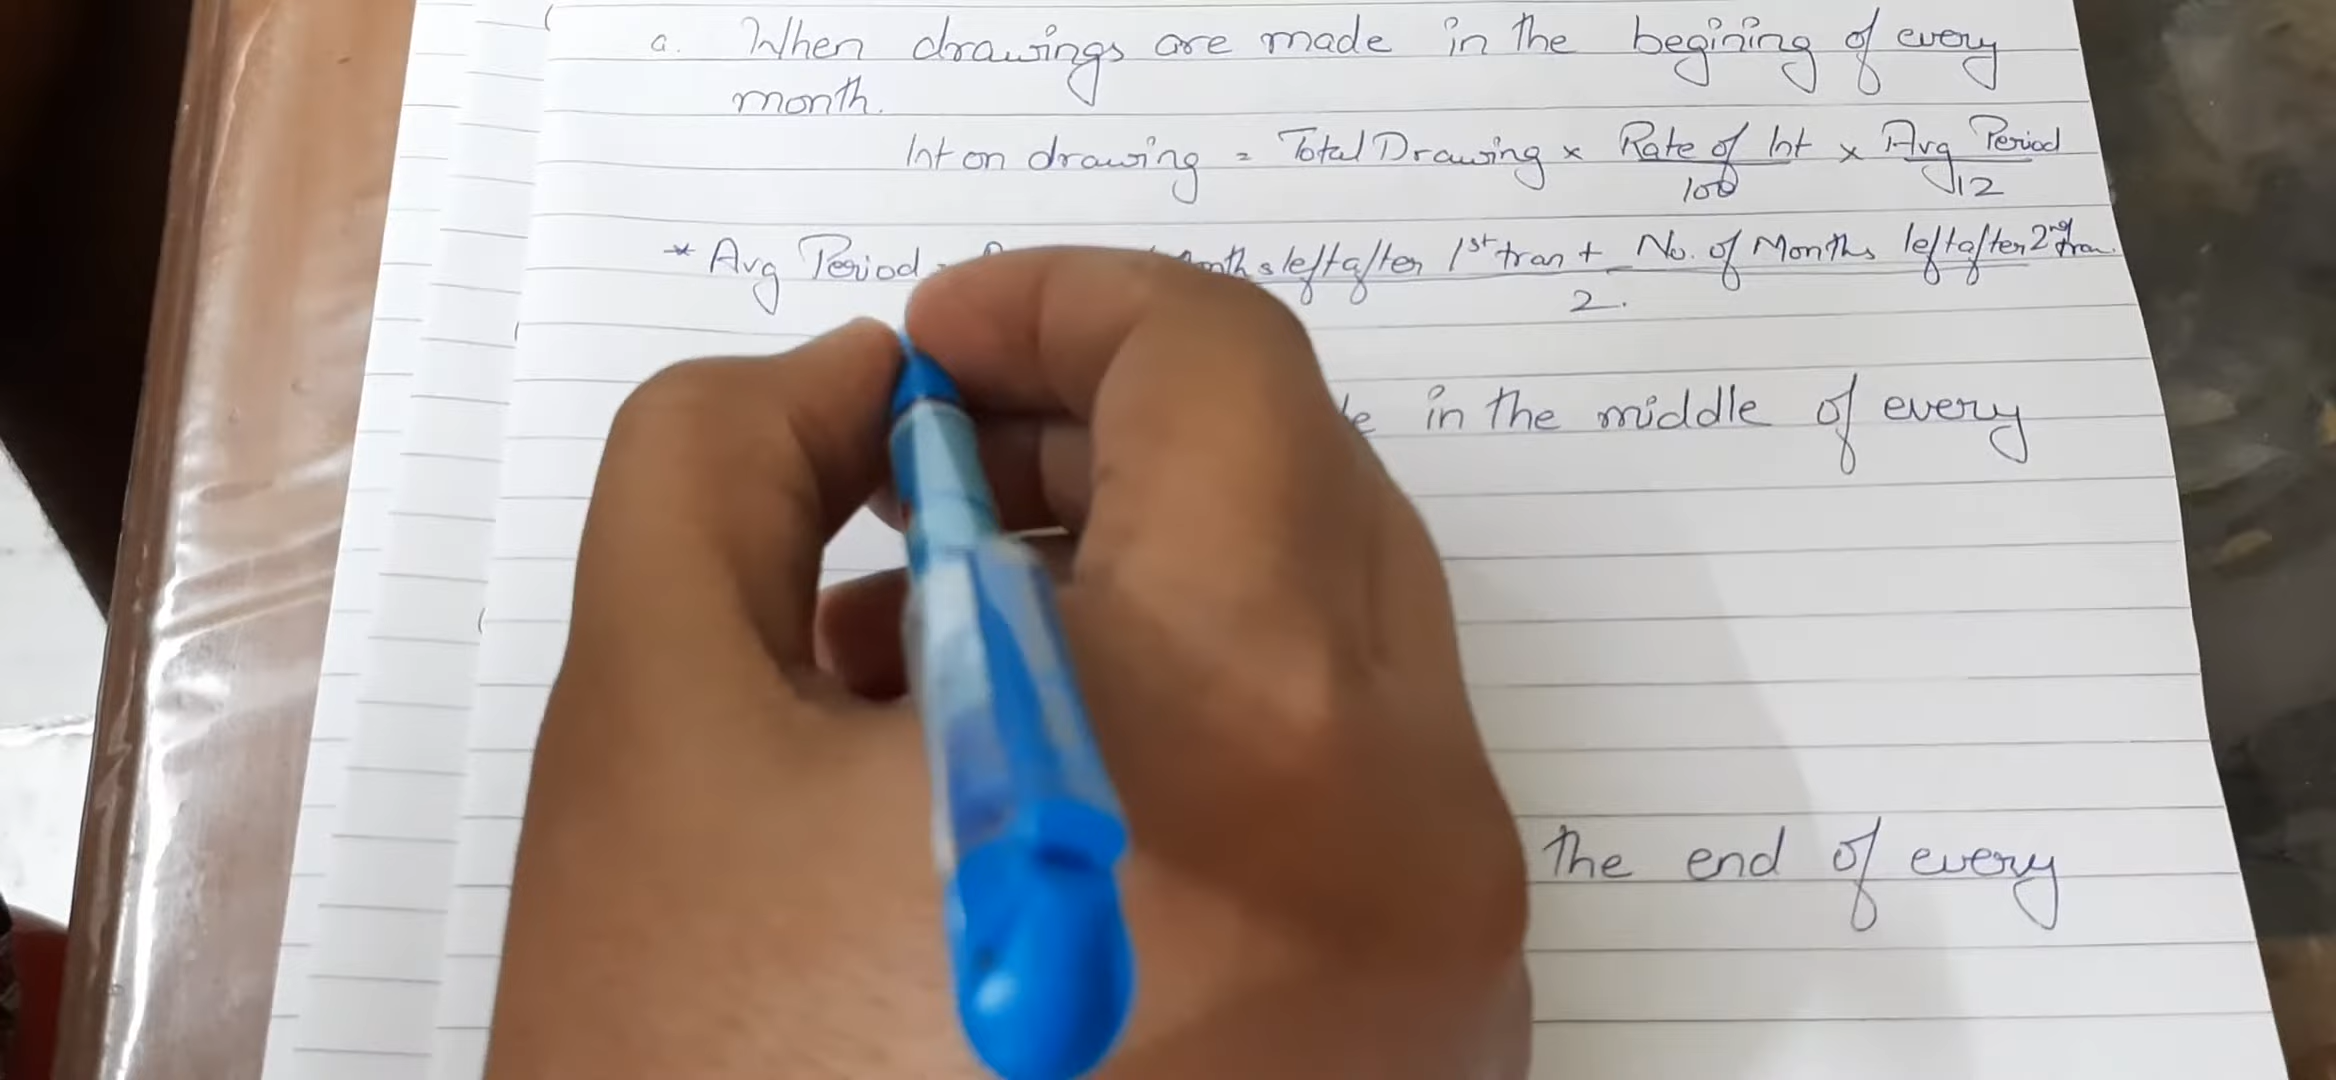 a. When drawings are made in the begining of every
month.
Int on drawing = Total Drawing × Rate of Int / 100 × Avg Period / 12
* Avg Period = left after 1st tran + No. of Months left after 2nd tran. / 2.
in the middle of every
the end of every